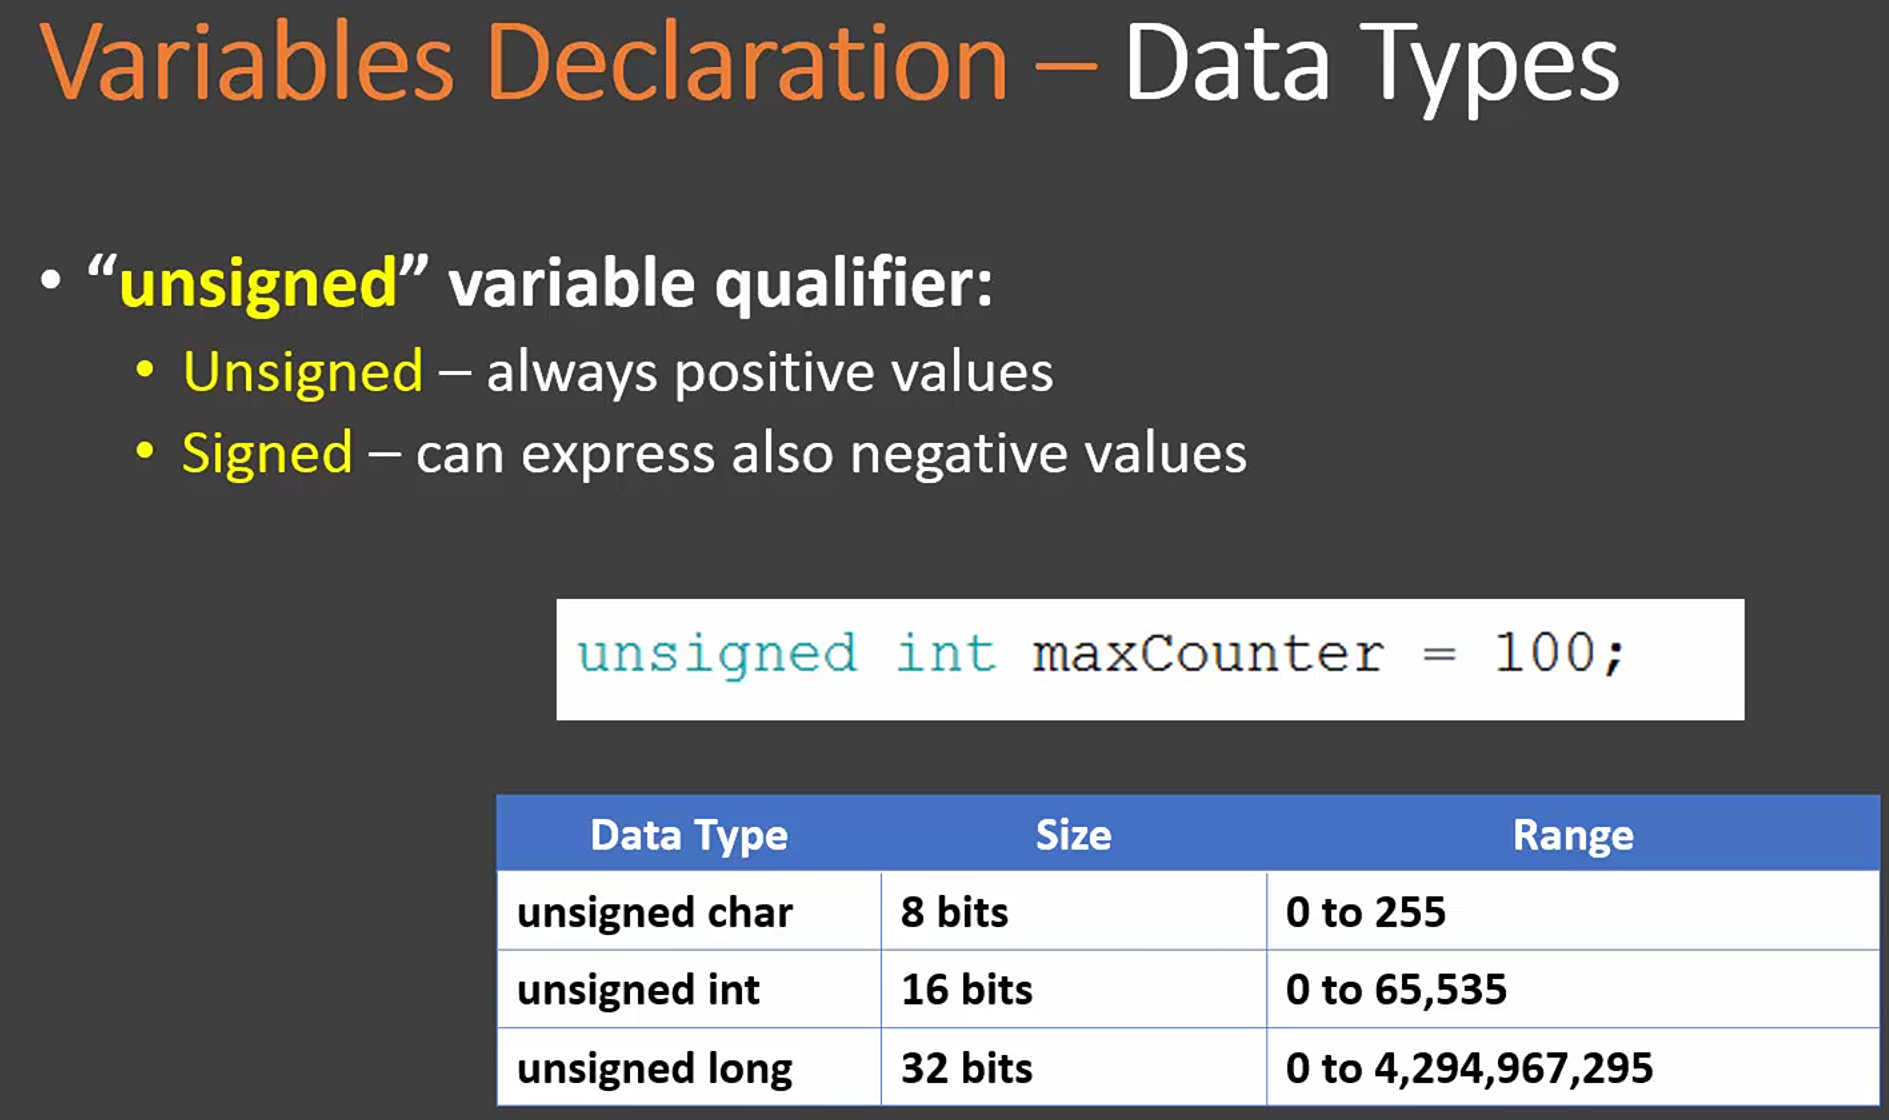 Variables Declaration – Data Types
• “unsigned” variable qualifier:
• Unsigned – always positive values
• Signed – can express also negative values
unsigned int maxCounter = 100;
Data Type Size Range
unsigned char 8 bits 0 to 255
unsigned int 16 bits 0 to 65,535
unsigned long 32 bits 0 to 4,294,967,295